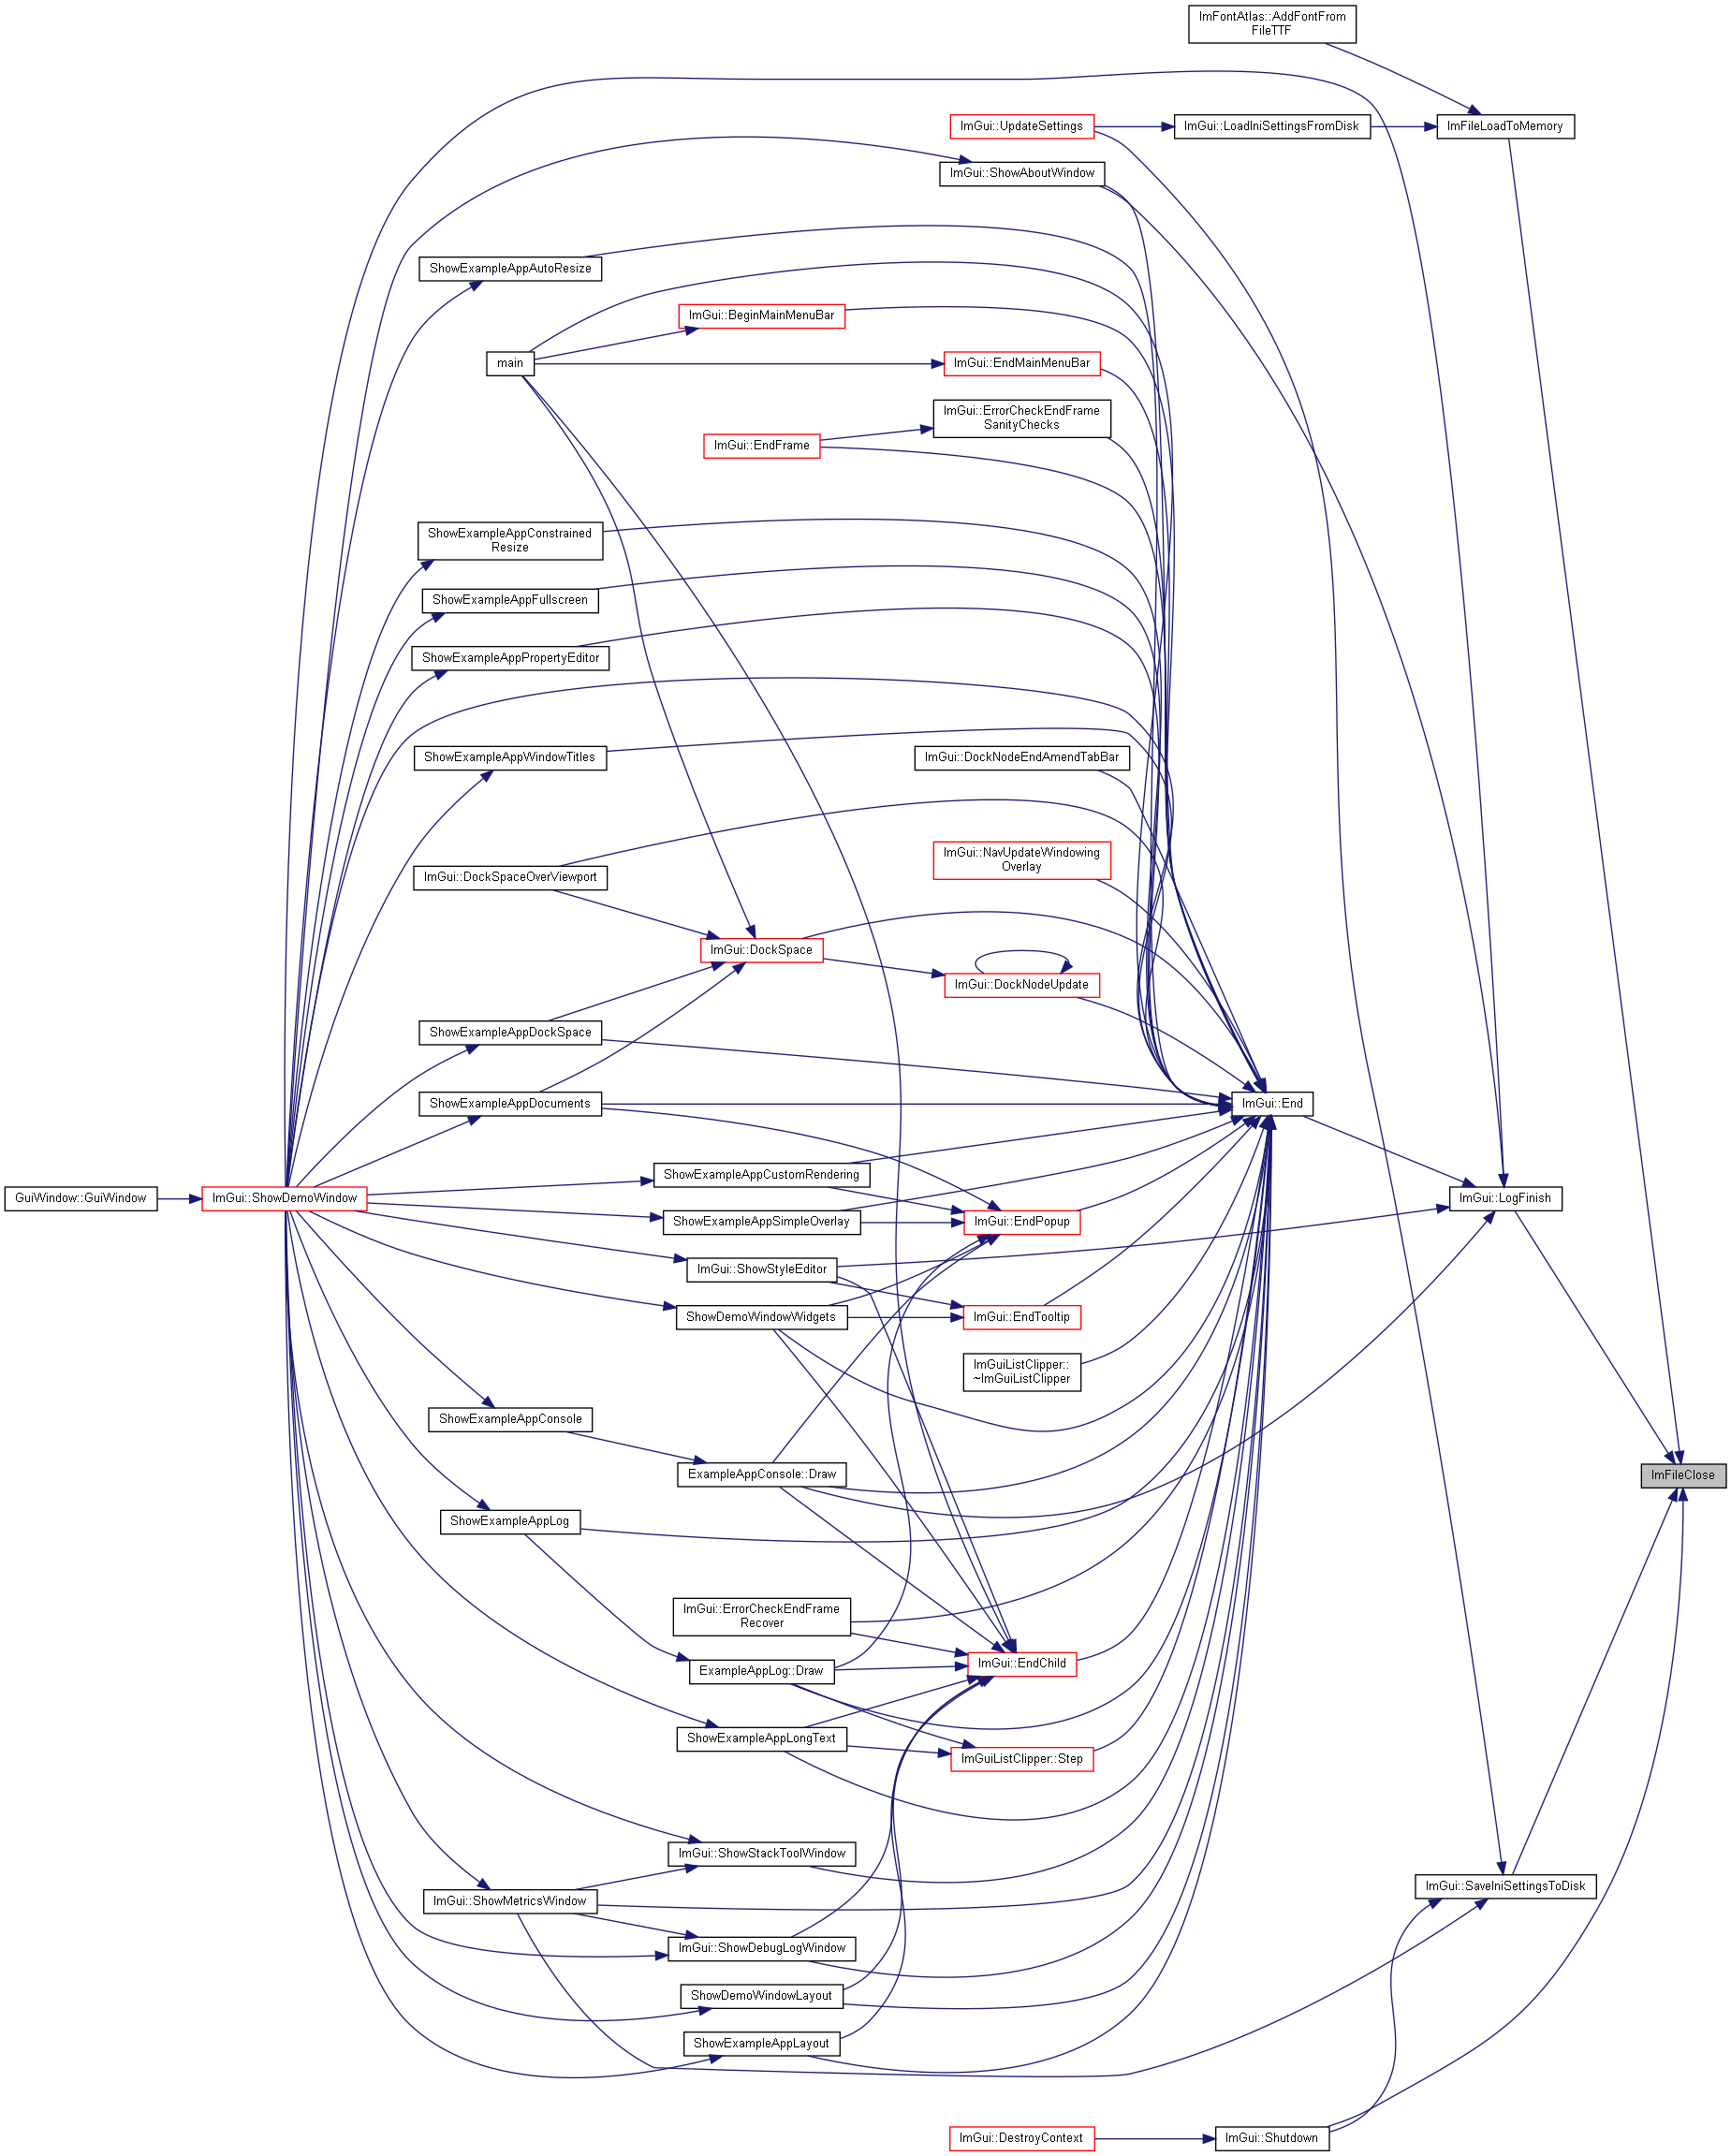 ImFontAtlas::AddFontFrom
FileTTF
ImGui::UpdateSettings
ImGui::LoadIniSettingsFromDisk
ImFileLoadToMemory
ImGui::ShowAboutWindow
ShowExampleAppAutoResize
ImGui::BeginMainMenuBar
main
ImGui::EndMainMenuBar
ImGui::ErrorCheckEndFrame
SanityChecks
ImGui::EndFrame
ShowExampleAppConstrained
Resize
ShowExampleAppFullscreen
ShowExampleAppPropertyEditor
ShowExampleAppWindowTitles
ImGui::DockNodeEndAmendTabBar
ImGui::NavUpdateWindowing
Overlay
ImGui::DockSpaceOverViewport
ImGui::DockSpace
ImGui::DockNodeUpdate
ShowExampleAppDockSpace
ShowExampleAppDocuments
ImGui::End
ShowExampleAppCustomRendering
GuiWindow::GuiWindow
ImGui::ShowDemoWindow
ImGui::LogFinish
ShowExampleAppSimpleOverlay
ImGui::EndPopup
ImGui::ShowStyleEditor
ShowDemoWindowWidgets
ImGui::EndTooltip
ImGuiListClipper::
~ImGuiListClipper
ShowExampleAppConsole
ExampleAppConsole::Draw
ImFileClose
ShowExampleAppLog
ImGui::ErrorCheckEndFrame
Recover
ExampleAppLog::Draw
ImGui::EndChild
ShowExampleAppLongText
ImGuiListClipper::Step
ImGui::ShowStackToolWindow
ImGui::SaveIniSettingsToDisk
ImGui::ShowMetricsWindow
ImGui::ShowDebugLogWindow
ShowDemoWindowLayout
ShowExampleAppLayout
ImGui::DestroyContext
ImGui::Shutdown